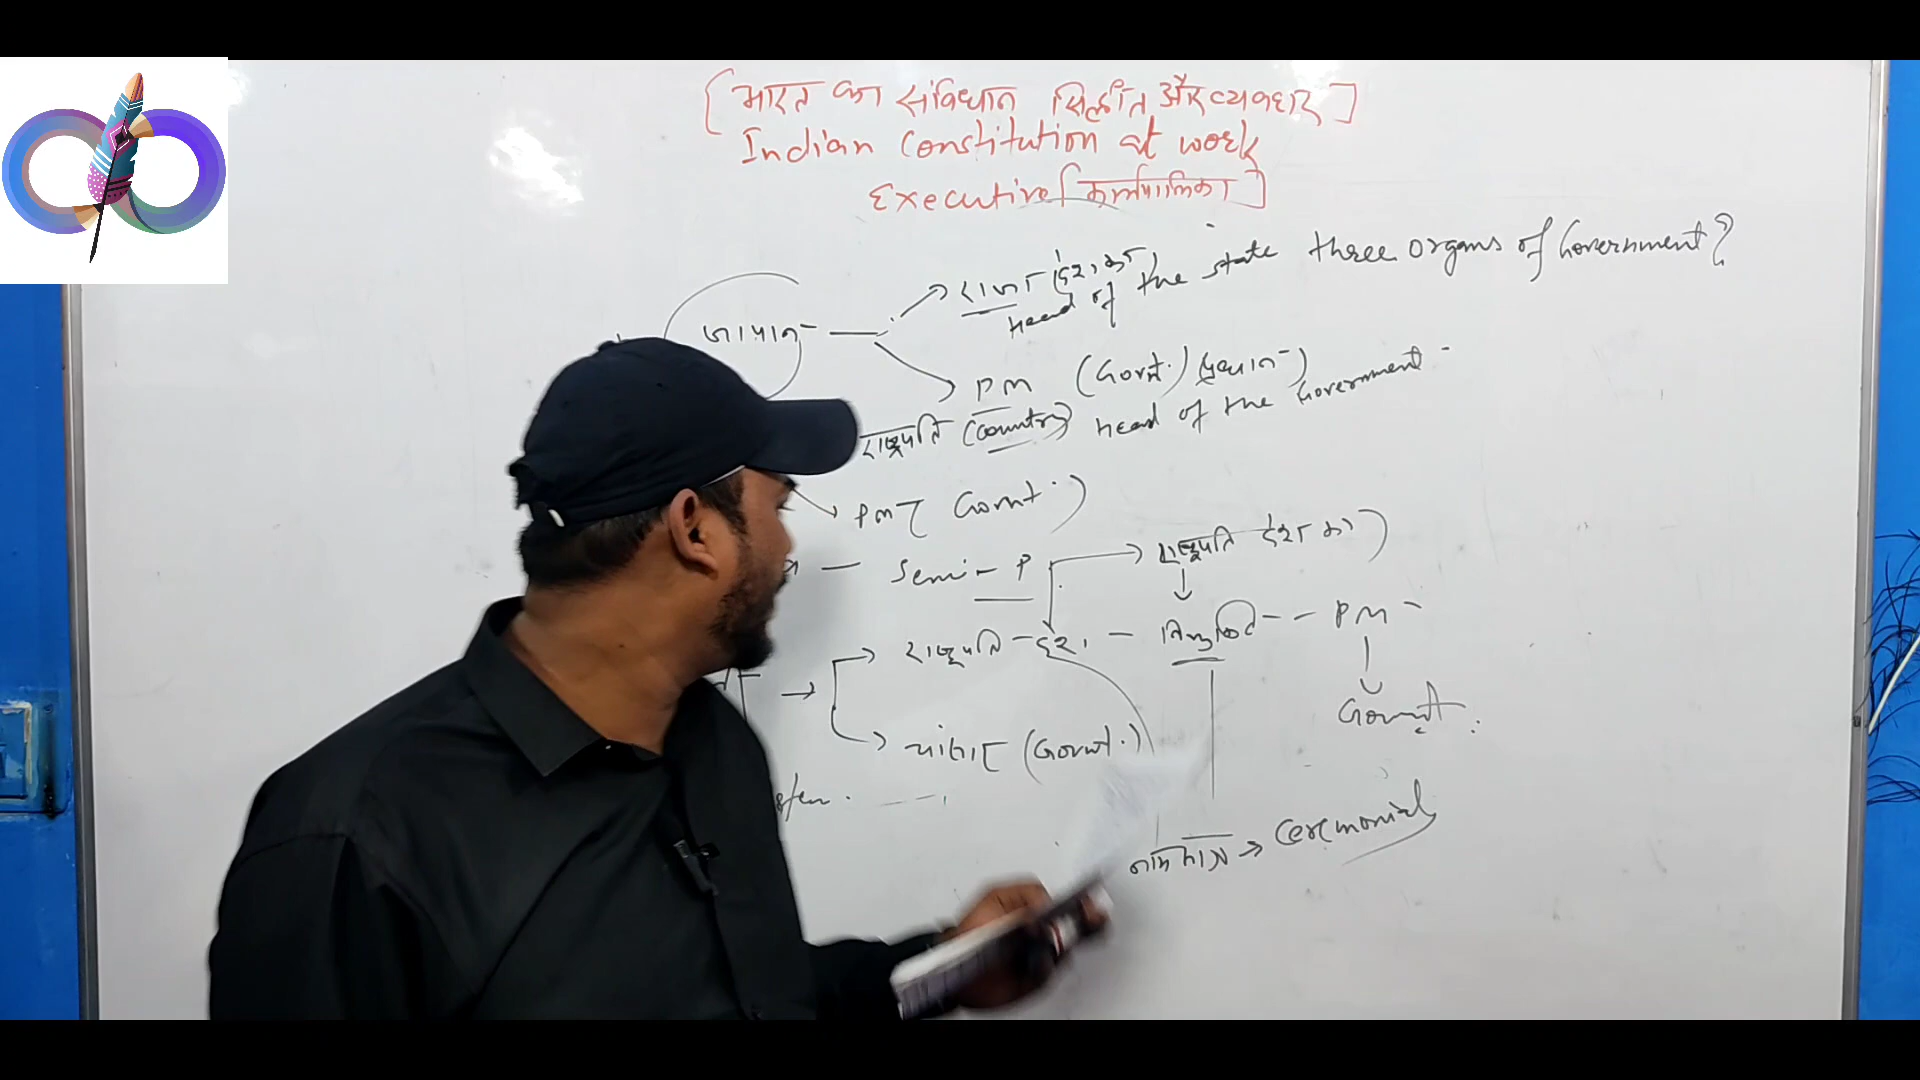 [भारत का संविधान सिद्धांत और व्यवहार]
Indian Constitution at work
Executive [कार्यपालिका]
three organs of Government?
जापान → राजा
Head of the state
PM (Govt.) (प्रधान)
राष्ट्रपति (Country) Head of the Government
PM (Govt.)
Semi - P → राष्ट्रपति
राष्ट्रपति - PM
Govt.
(Govt.)
नाममात्र → Ceremonial